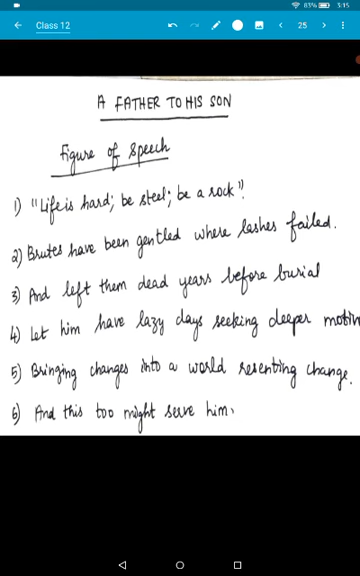 83% 3:15
Class 12
25
A FATHER TO HIS SON
Figure of Speech
1) "Life is hard; be steel; be a rock".
2) Brutes have been gentled where lashes failed.
3) And left them dead years before burial
4) Let him have lazy days seeking deeper motiv
5) Bringing changes into a world resenting change.
6) And this too might serve him,